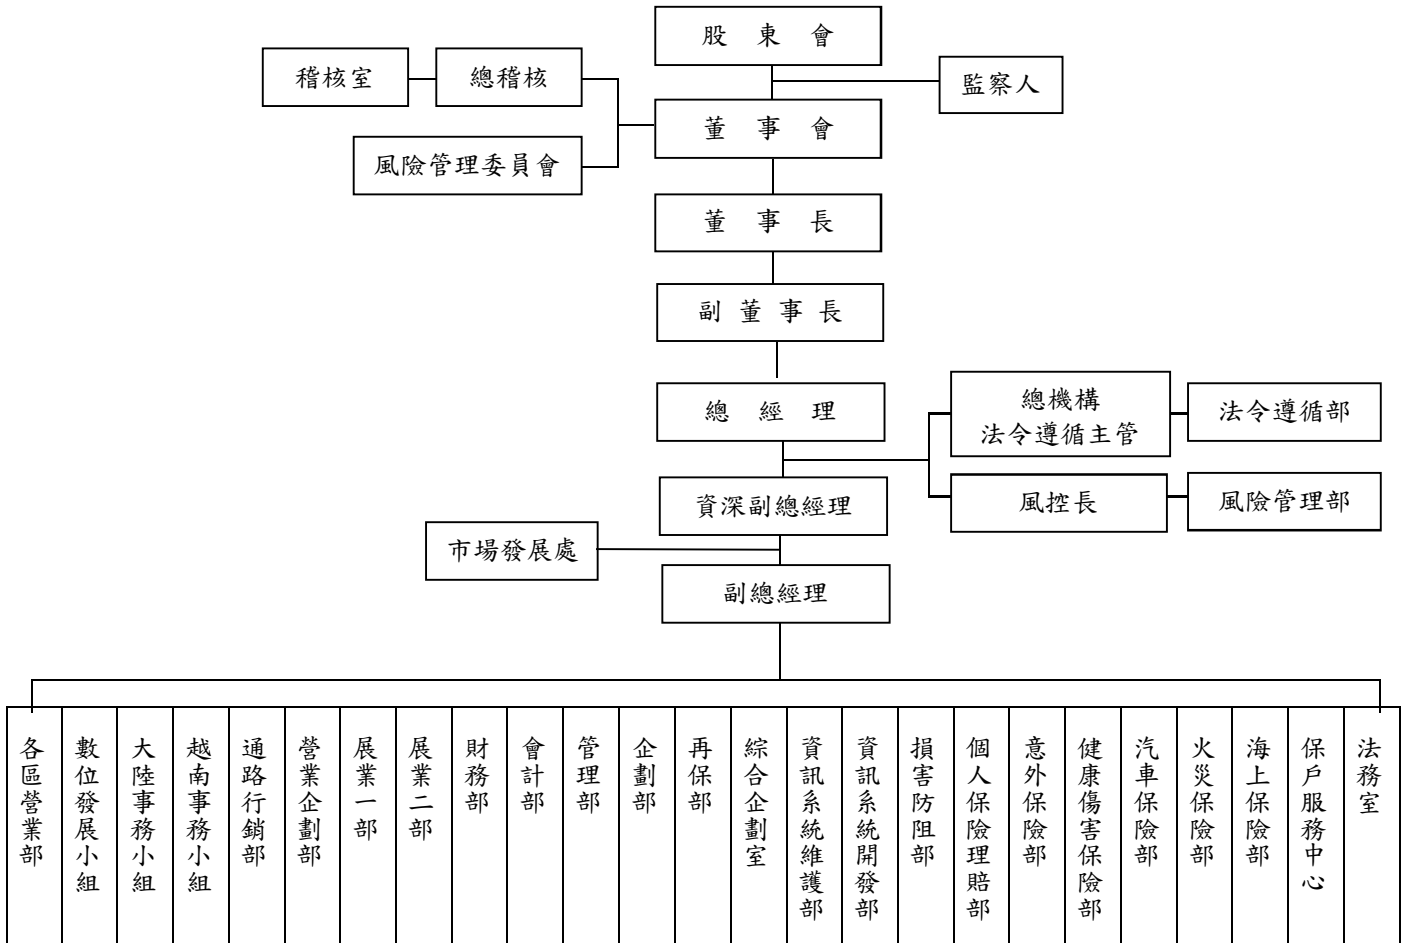 股東會
稽核室
總稽核
監察人
董事會
風險管理委員會
董事長
副董事長
總經理
總機構
法令遵循主管
法令遵循部
資深副總經理
風控長
風險管理部
市場發展處
副總經理
各區營業部
數位發展小組
大陸事務小組
越南事務小組
通路行銷部
營業企劃部
展業一部
展業二部
財務部
會計部
管理部
企劃部
再保部
綜合企劃室
資訊系統維護部
資訊系統開發部
損害防阻部
個人保險理賠部
意外保險部
健康傷害保險部
汽車保險部
火災保險部
海上保險部
保戶服務中心
法務室